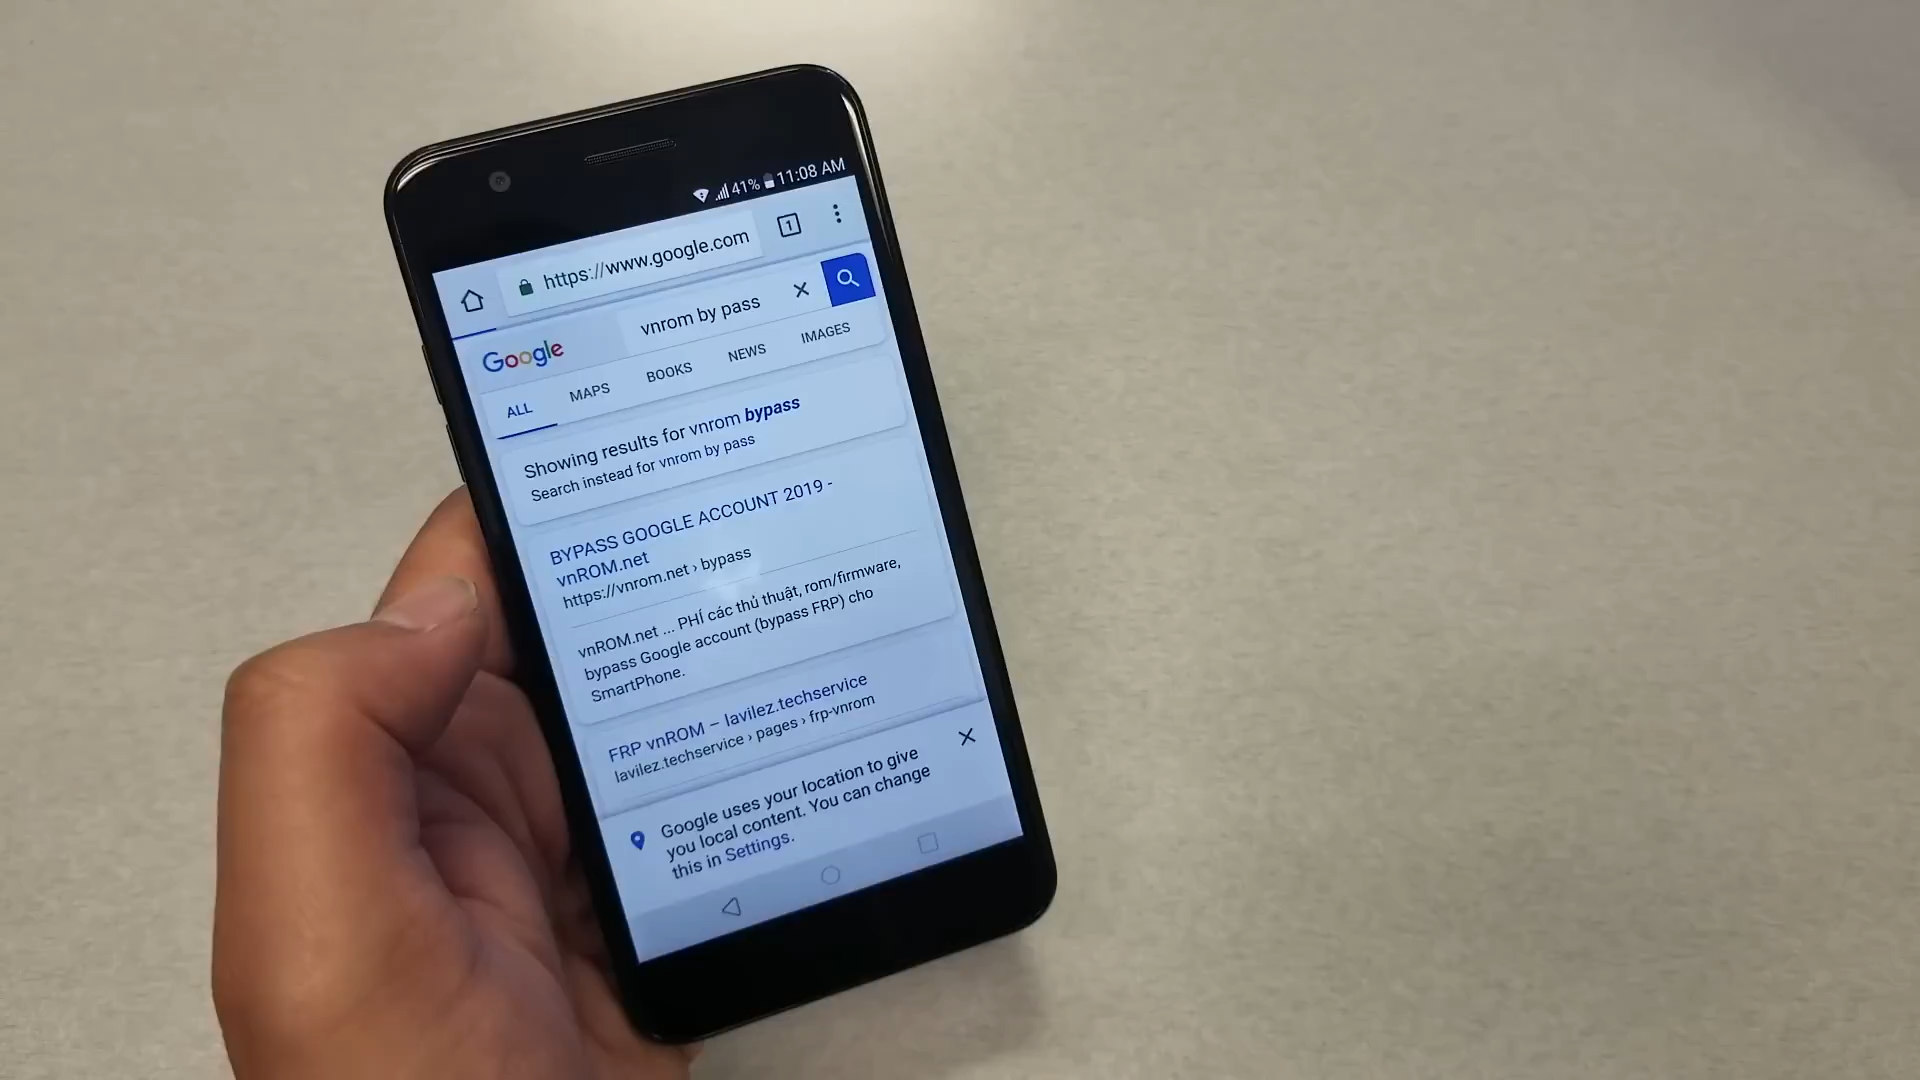 41% 11:08 AM
https://www.google.com
1
Google
vnrom by pass
ALL MAPS BOOKS NEWS IMAGES
Showing results for vnrom bypass
Search instead for vnrom by pass
BYPASS GOOGLE ACCOUNT 2019 -
vnROM.net
https://vnrom.net › bypass
vnROM.net ... PHÍ các thủ thuật, rom/firmware,
bypass Google account (bypass FRP) cho
SmartPhone.
FRP vnROM – lavilez.techservice
lavilez.techservice › pages › frp-vnrom
Google uses your location to give
you local content. You can change
this in Settings.